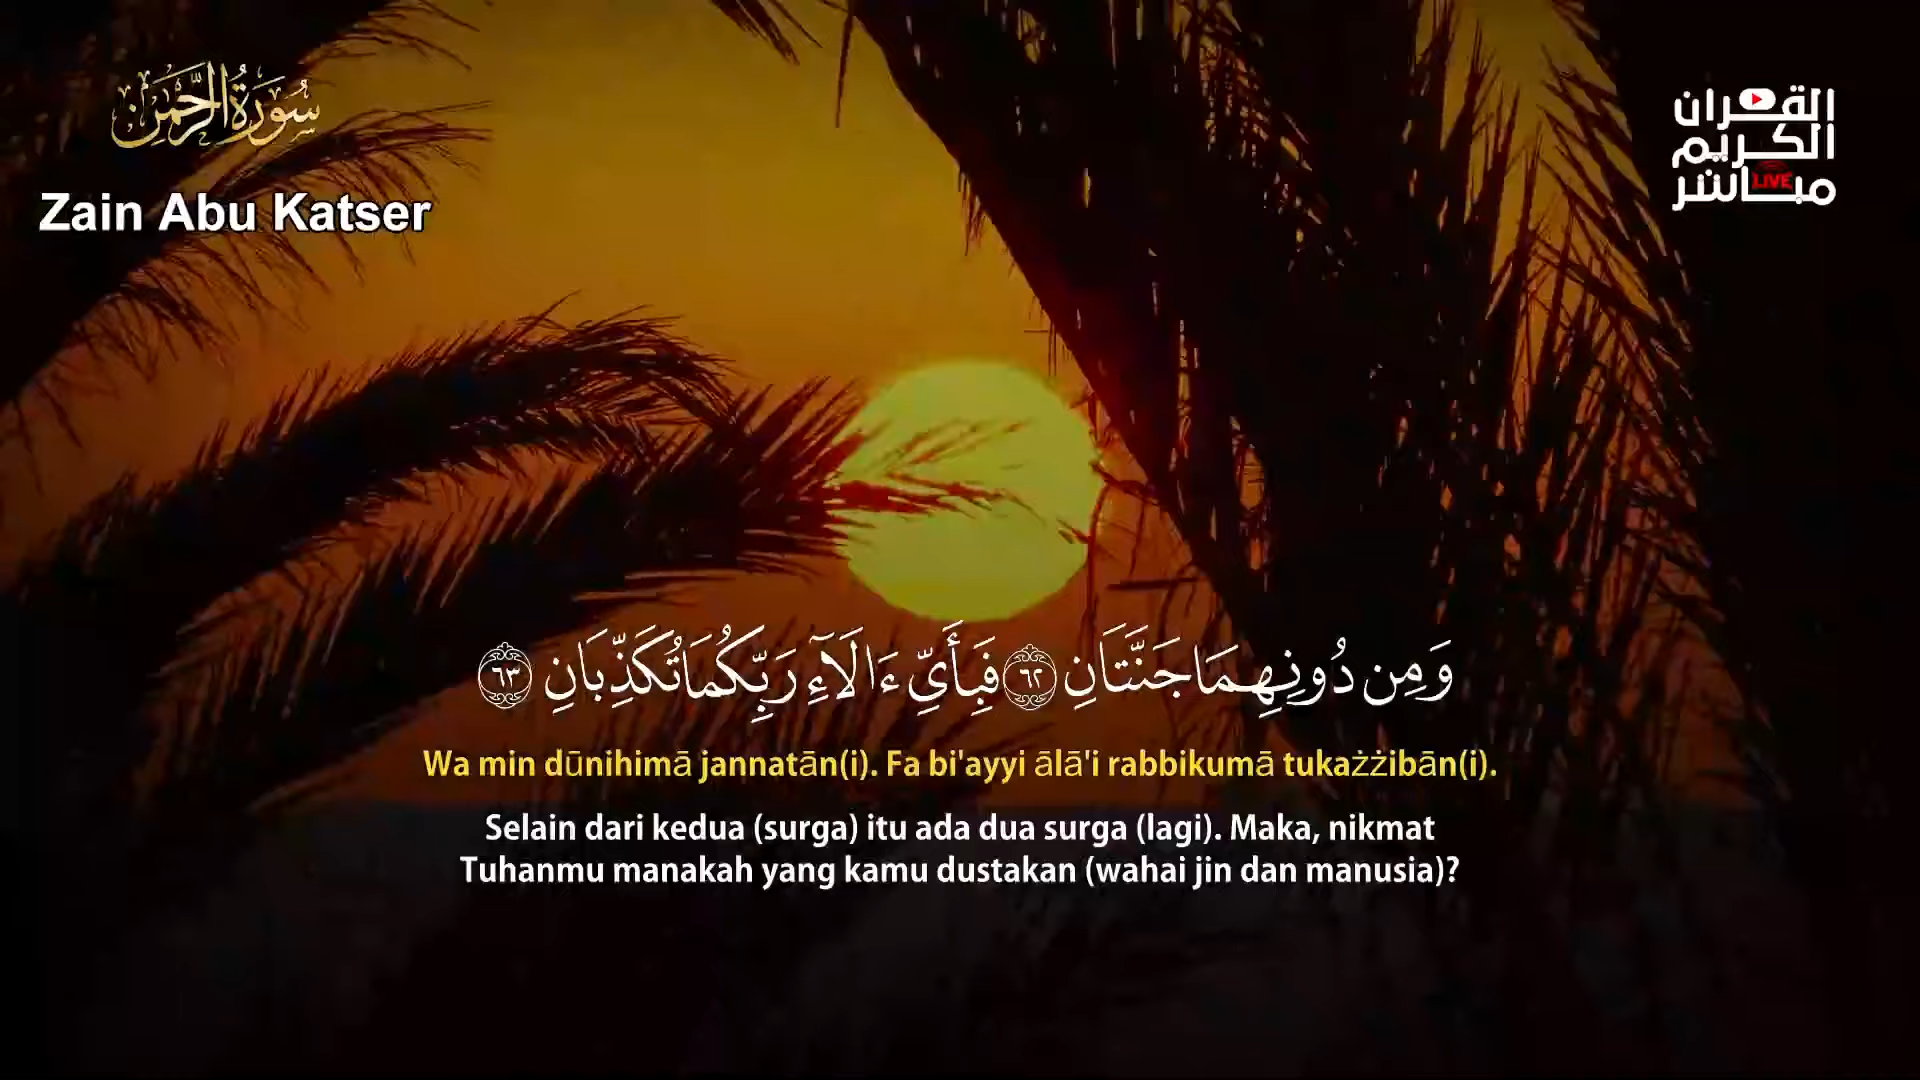 سُورَةُ الرَّحْمَٰن
Zain Abu Katser
القران
الكريم
مباشر
LIVE
وَمِن دُونِهِمَا جَنَّتَانِ ٦٢ فَبِأَيِّ ءَالَآءِ رَبِّكُمَا تُكَذِّبَانِ ٦٣
Wa min dūnihimā jannatān(i). Fa bi'ayyi ālā'i rabbikumā tukażżibān(i).
Selain dari kedua (surga) itu ada dua surga (lagi). Maka, nikmat
Tuhanmu manakah yang kamu dustakan (wahai jin dan manusia)?